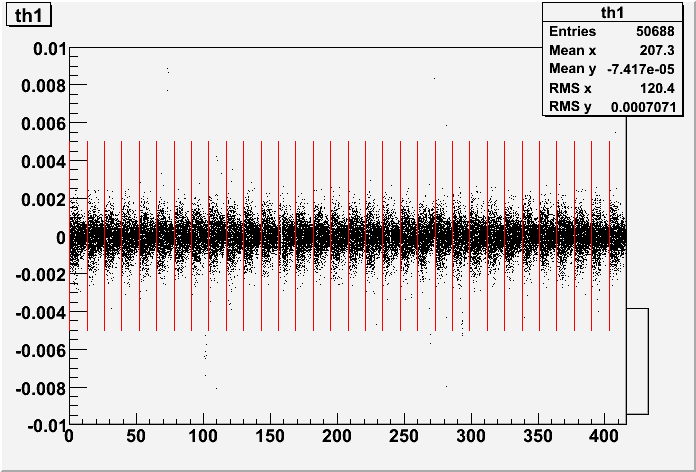 th1
th1
Entries 50688
Mean x 207.3
Mean y -7.417e-05
RMS x 120.4
RMS y 0.0007071
0.01
0.008
0.006
0.004
0.002
0
-0.002
-0.004
-0.006
-0.008
-0.01
0 50 100 150 200 250 300 350 400